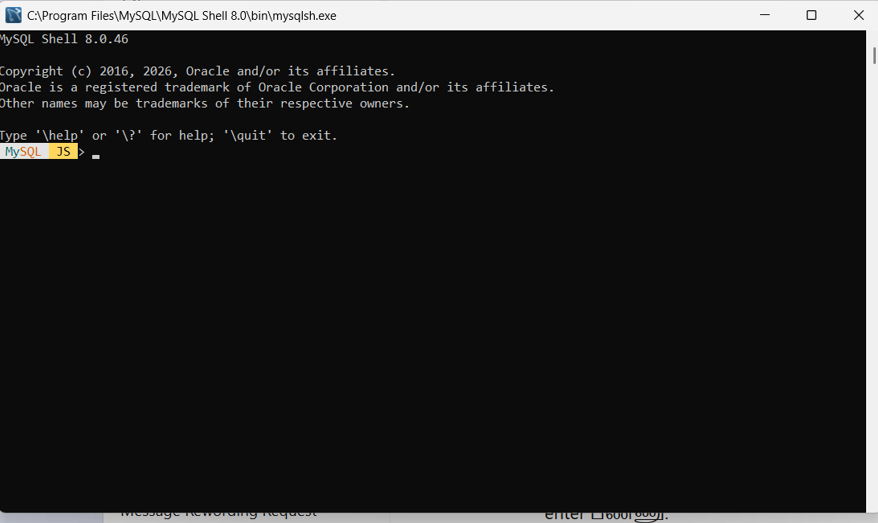 C:\Program Files\MySQL\MySQL Shell 8.0\bin\mysqlsh.exe
MySQL Shell 8.0.46
Copyright (c) 2016, 2026, Oracle and/or its affiliates.
Oracle is a registered trademark of Oracle Corporation and/or its affiliates.
Other names may be trademarks of their respective owners.
Type '\help' or '\?' for help; '\quit' to exit.
MySQL JS >
Message Rewording Request
enter